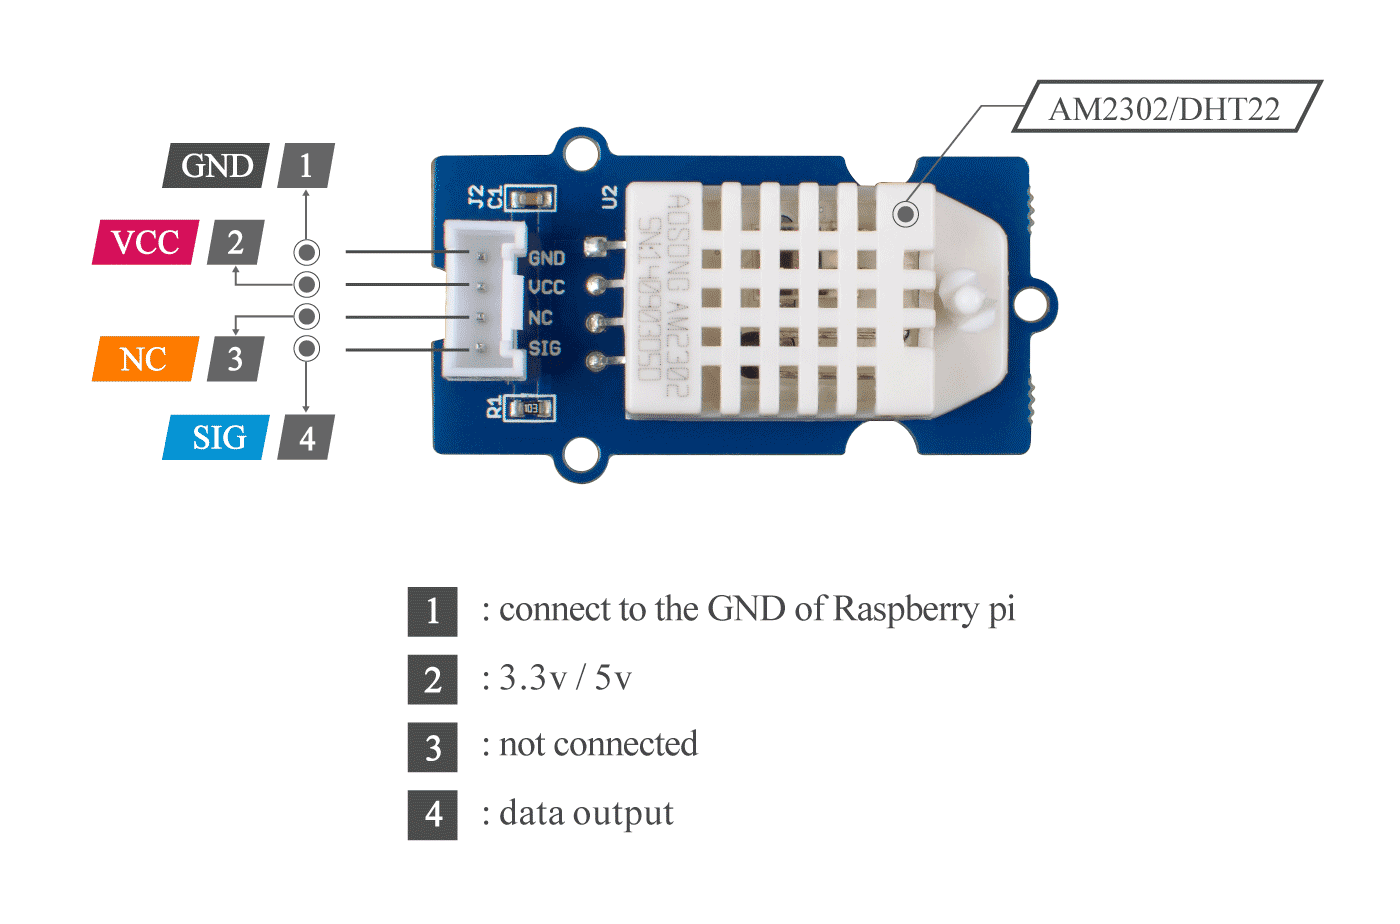 AM2302/DHT22
GND 1
VCC 2
NC 3
SIG 4
J2
C1
U2
GND
VCC
NC
SIG
R1
103
AOSONG AM2302
: connect to the GND of Raspberry pi
1
2
: 3.3v / 5v
3
: not connected
4
: data output